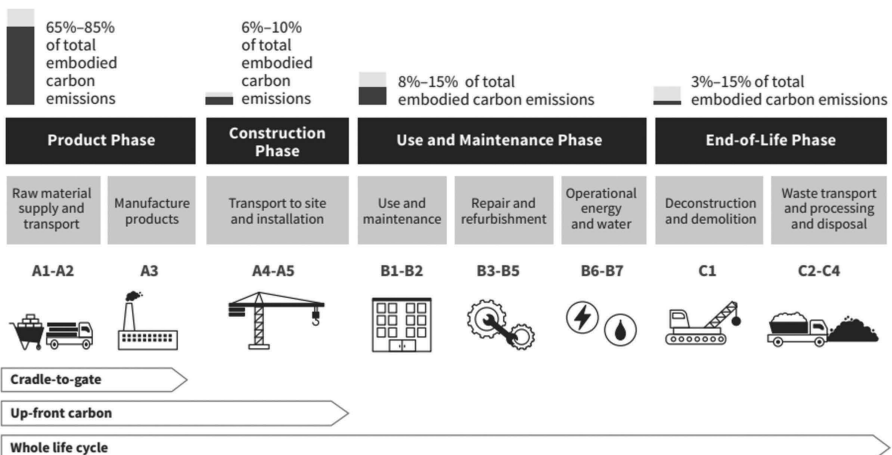 65%–85%
of total
embodied
carbon
emissions
6%–10%
of total
embodied
carbon
emissions
8%–15% of total
embodied carbon emissions
3%–15% of total
embodied carbon emissions
Product Phase
Construction
Phase
Use and Maintenance Phase
End-of-Life Phase
Raw material
supply and
transport
Manufacture
products
Transport to site
and installation
Use and
maintenance
Repair and
refurbishment
Operational
energy
and water
Deconstruction
and demolition
Waste transport
and processing
and disposal
A1-A2
A3
A4-A5
B1-B2
B3-B5
B6-B7
C1
C2-C4
Cradle-to-gate
Up-front carbon
Whole life cycle